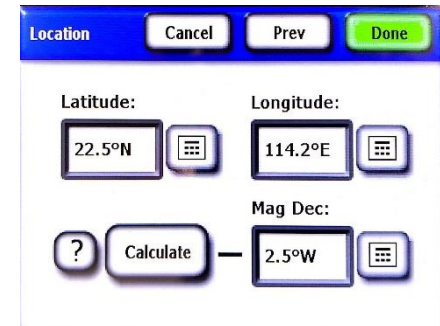 Location Cancel Prev Done
Latitude: Longitude:
22.5°N 114.2°E
Mag Dec:
? Calculate 2.5°W